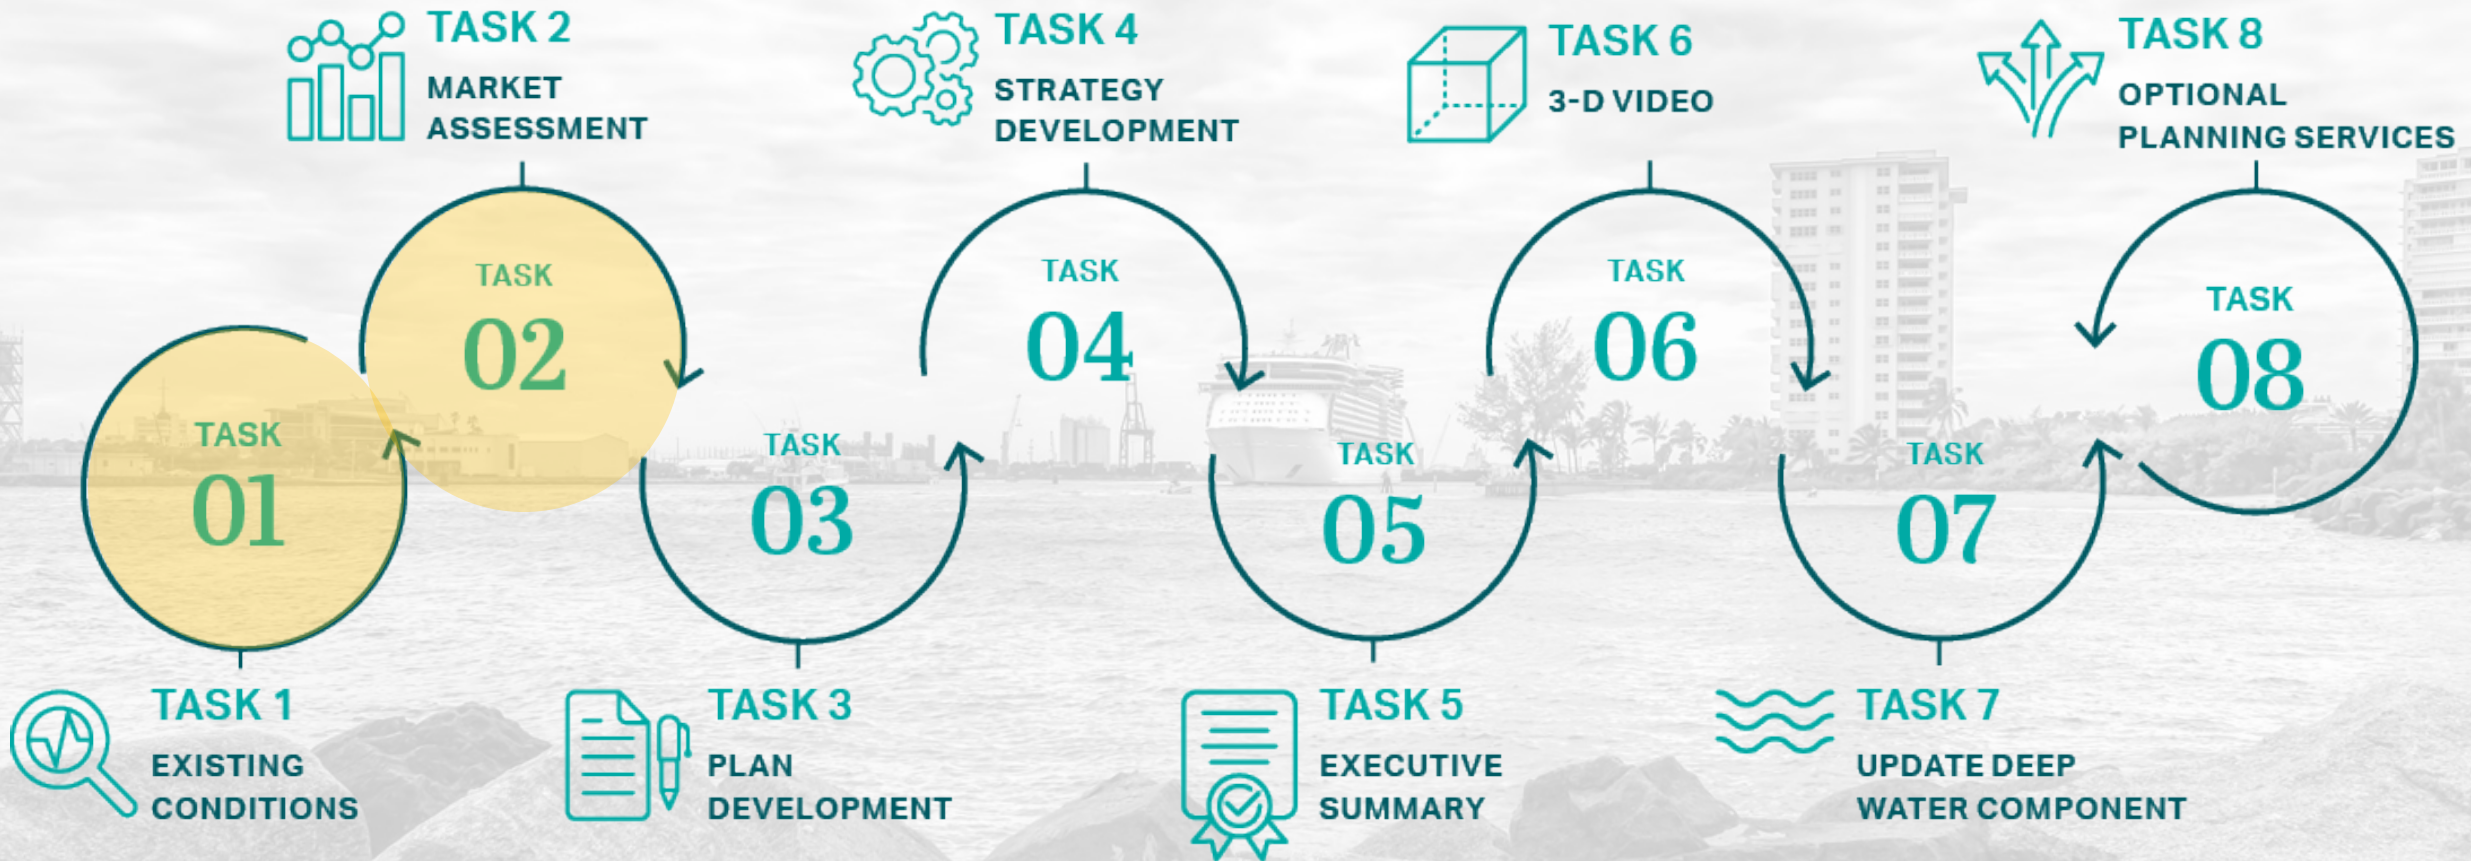 TASK 2
MARKET
ASSESSMENT
TASK 4
STRATEGY
DEVELOPMENT
TASK 6
3-D VIDEO
TASK 8
OPTIONAL
PLANNING SERVICES
TASK
01
TASK
02
TASK
03
TASK
04
TASK
05
TASK
06
TASK
07
TASK
08
TASK 1
EXISTING
CONDITIONS
TASK 3
PLAN
DEVELOPMENT
TASK 5
EXECUTIVE
SUMMARY
TASK 7
UPDATE DEEP
WATER COMPONENT